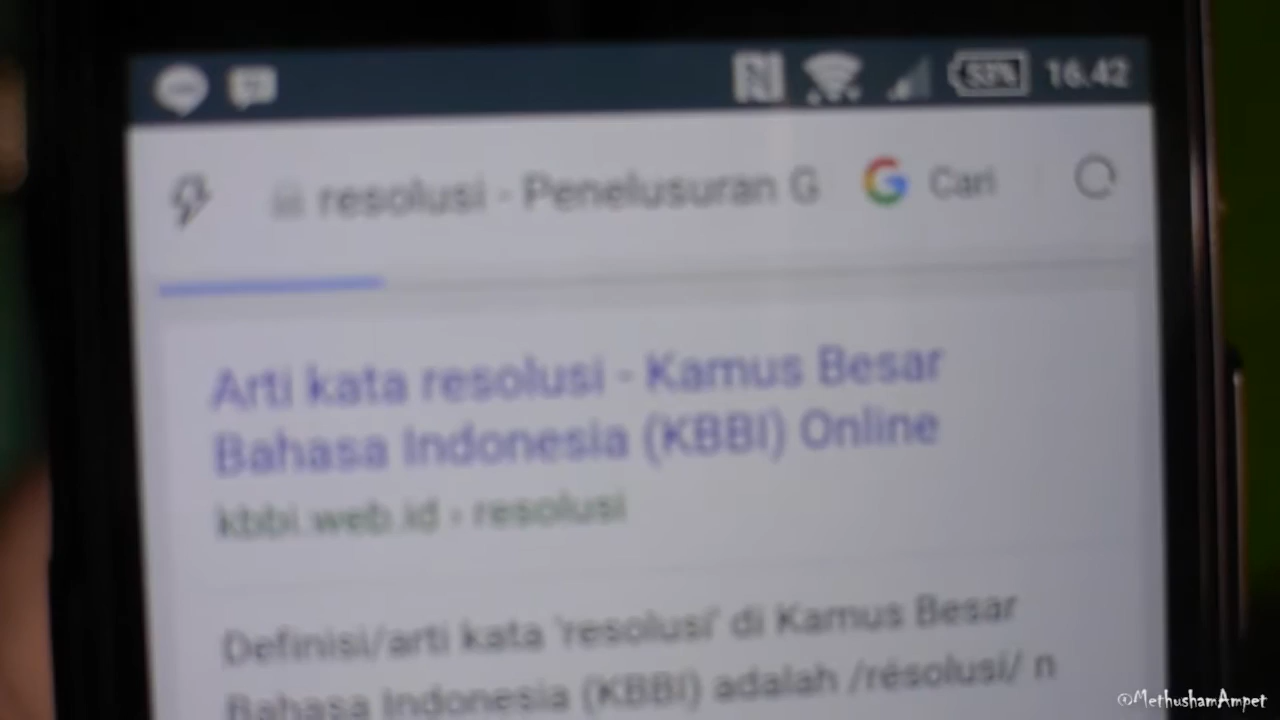 53% 16.42
resolusi - Penelusuran G Cari
Arti kata resolusi - Kamus Besar
Bahasa Indonesia (KBBI) Online
kbbi.web.id › resolusi
Definisi/arti kata 'resolusi' di Kamus Besar
Bahasa Indonesia (KBBI) adalah /résolusi/ n
@MethushamAmpet